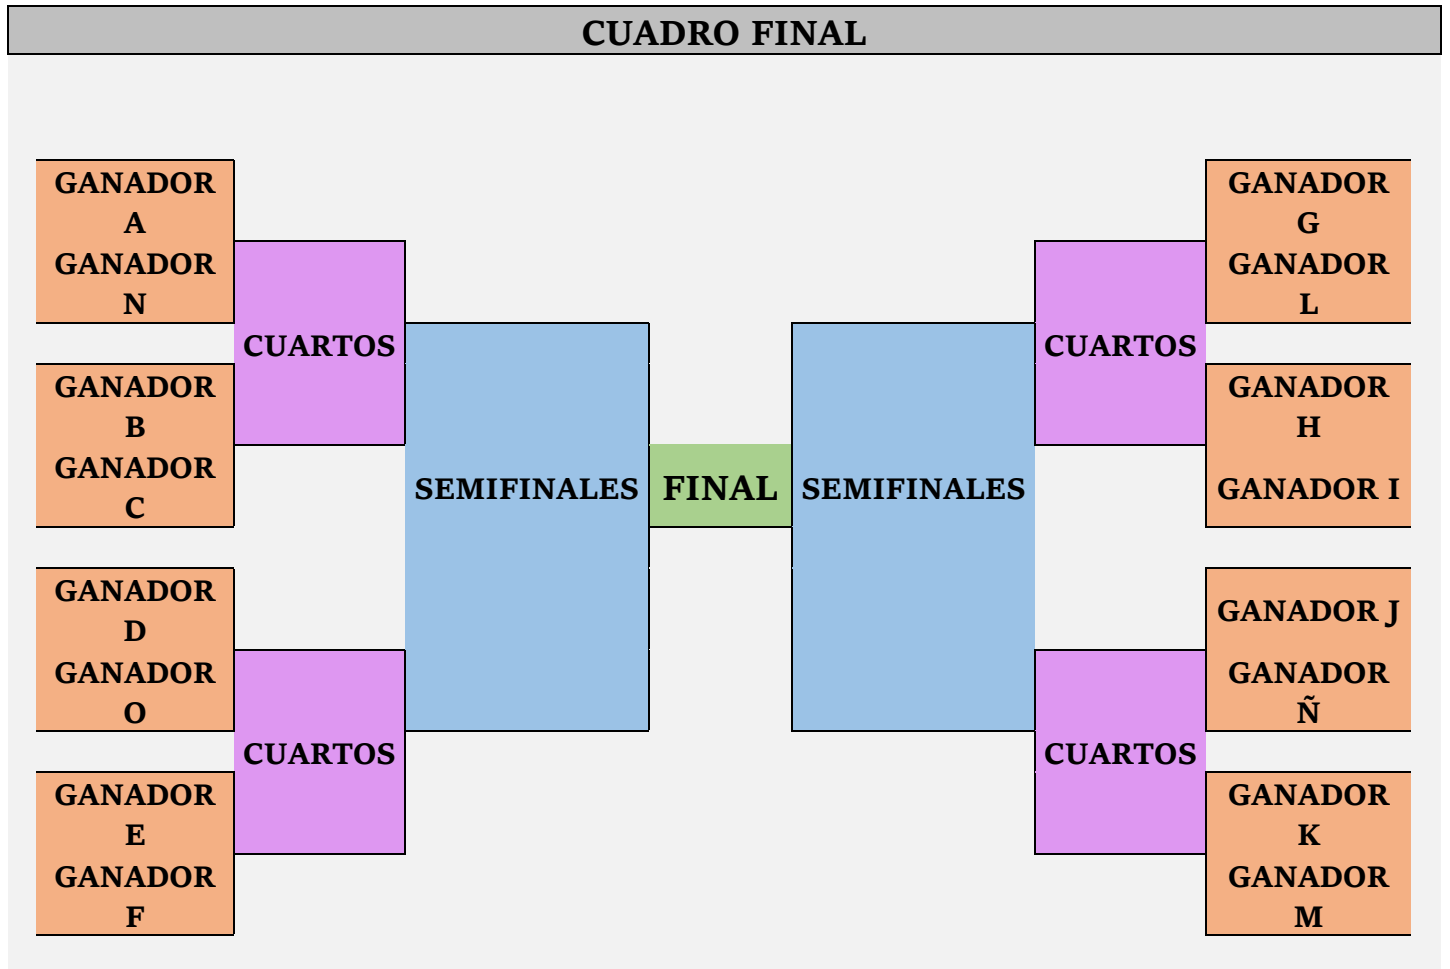 CUADRO FINAL
GANADOR
A
GANADOR
N
GANADOR
B
GANADOR
C
GANADOR
D
GANADOR
O
GANADOR
E
GANADOR
F
CUARTOS
CUARTOS
SEMIFINALES
FINAL
SEMIFINALES
CUARTOS
CUARTOS
GANADOR
G
GANADOR
L
GANADOR
H
GANADOR I
GANADOR J
GANADOR
Ñ
GANADOR
K
GANADOR
M